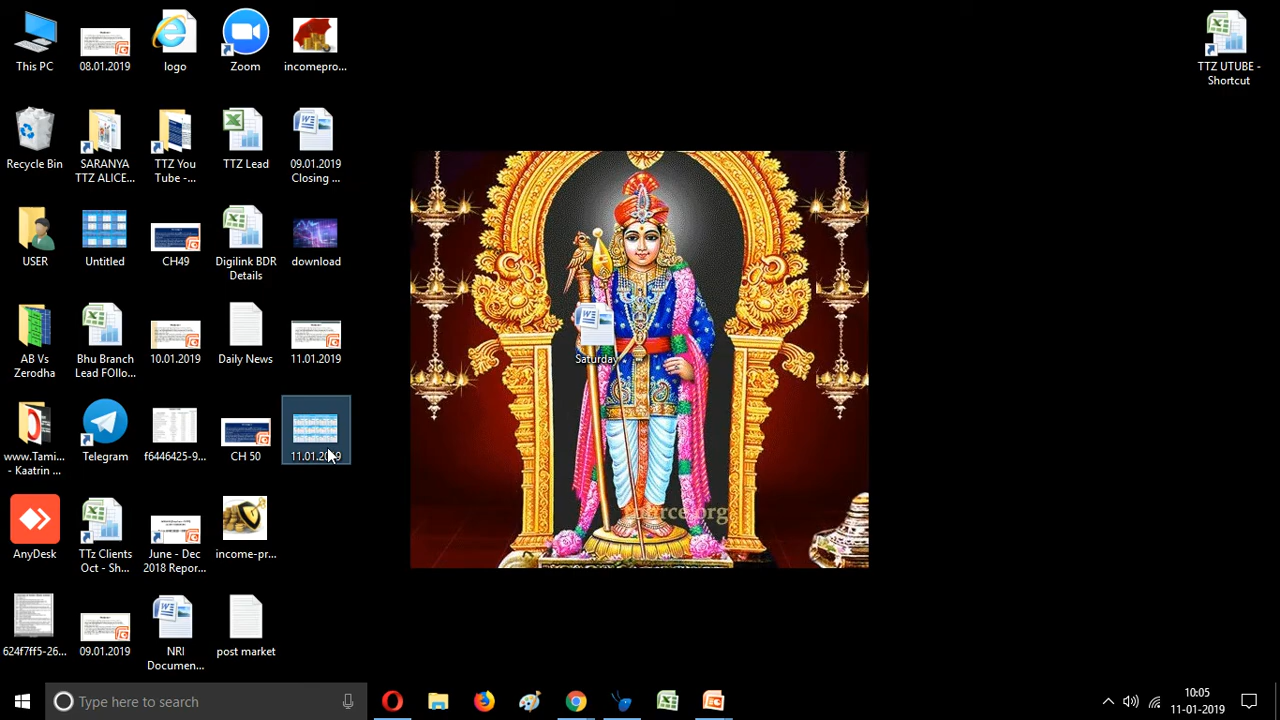 This PC
08.01.2019
logo
Zoom
incomepro...
TTZ UTUBE -
Shortcut
Recycle Bin
SARANYA
TTZ ALICE...
TTZ You
Tube -...
TTZ Lead
09.01.2019
Closing ...
USER
Untitled
CH49
Digilink BDR
Details
download
AB Vs
Zerodha
Bhu Branch
Lead FOllo...
10.01.2019
Daily News
11.01.2019
Saturday
www.Tami...
- Kaatrin ...
Telegram
f6446425-9...
CH 50
11.01.2019
AnyDesk
TTz Clients
Oct - Sh...
June - Dec
2018 Repor...
income-pr...
624f7ff5-26...
09.01.2019
NRI
Documen...
post market
Type here to search
10:05
11-01-2019